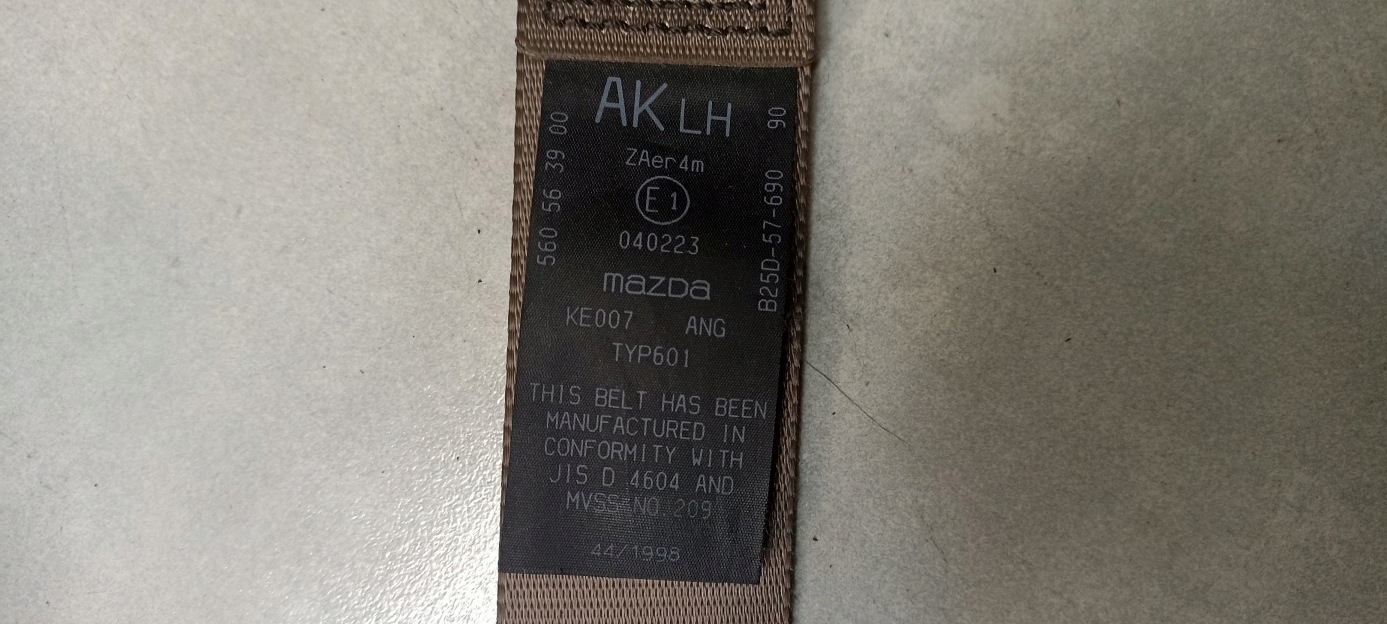 AK LH
ZAer4m
E1
040223
mazda
KE007 ANG
TYP601
THIS BELT HAS BEEN
MANUFACTURED IN
CONFORMITY WITH
JIS D 4604 AND
MVSS-NO.209
44/1998
560 56 39 00
B25D-57-690 90